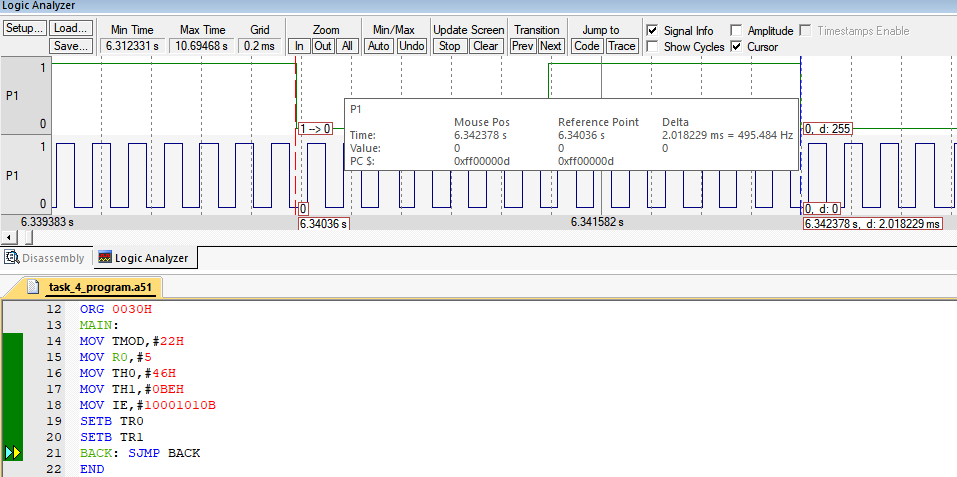 Logic Analyzer
Setup... Load... Min Time Max Time Grid Zoom Min/Max Update Screen Transition Jump to Signal Info Amplitude Timestamps Enable
Save... 6.312331 s 10.69468 s 0.2 ms In Out All Auto Undo Stop Clear Prev Next Code Trace Show Cycles Cursor
1
P1
0
1 --> 0
0, d: 255
P1
Mouse Pos Reference Point Delta
Time: 6.342378 s 6.34036 s 2.018229 ms = 495.484 Hz
Value: 0 0 0
PC $: 0xff00000d 0xff00000d
1
P1
0
0
0, d: 0
6.339383 s 6.34036 s 6.341582 s 6.342378 s, d: 2.018229 ms
Disassembly Logic Analyzer
task_4_program.a51
12 ORG 0030H
13 MAIN:
14 MOV TMOD,#22H
15 MOV R0,#5
16 MOV TH0,#46H
17 MOV TH1,#0BEH
18 MOV IE,#10001010B
19 SETB TR0
20 SETB TR1
21 BACK: SJMP BACK
22 END